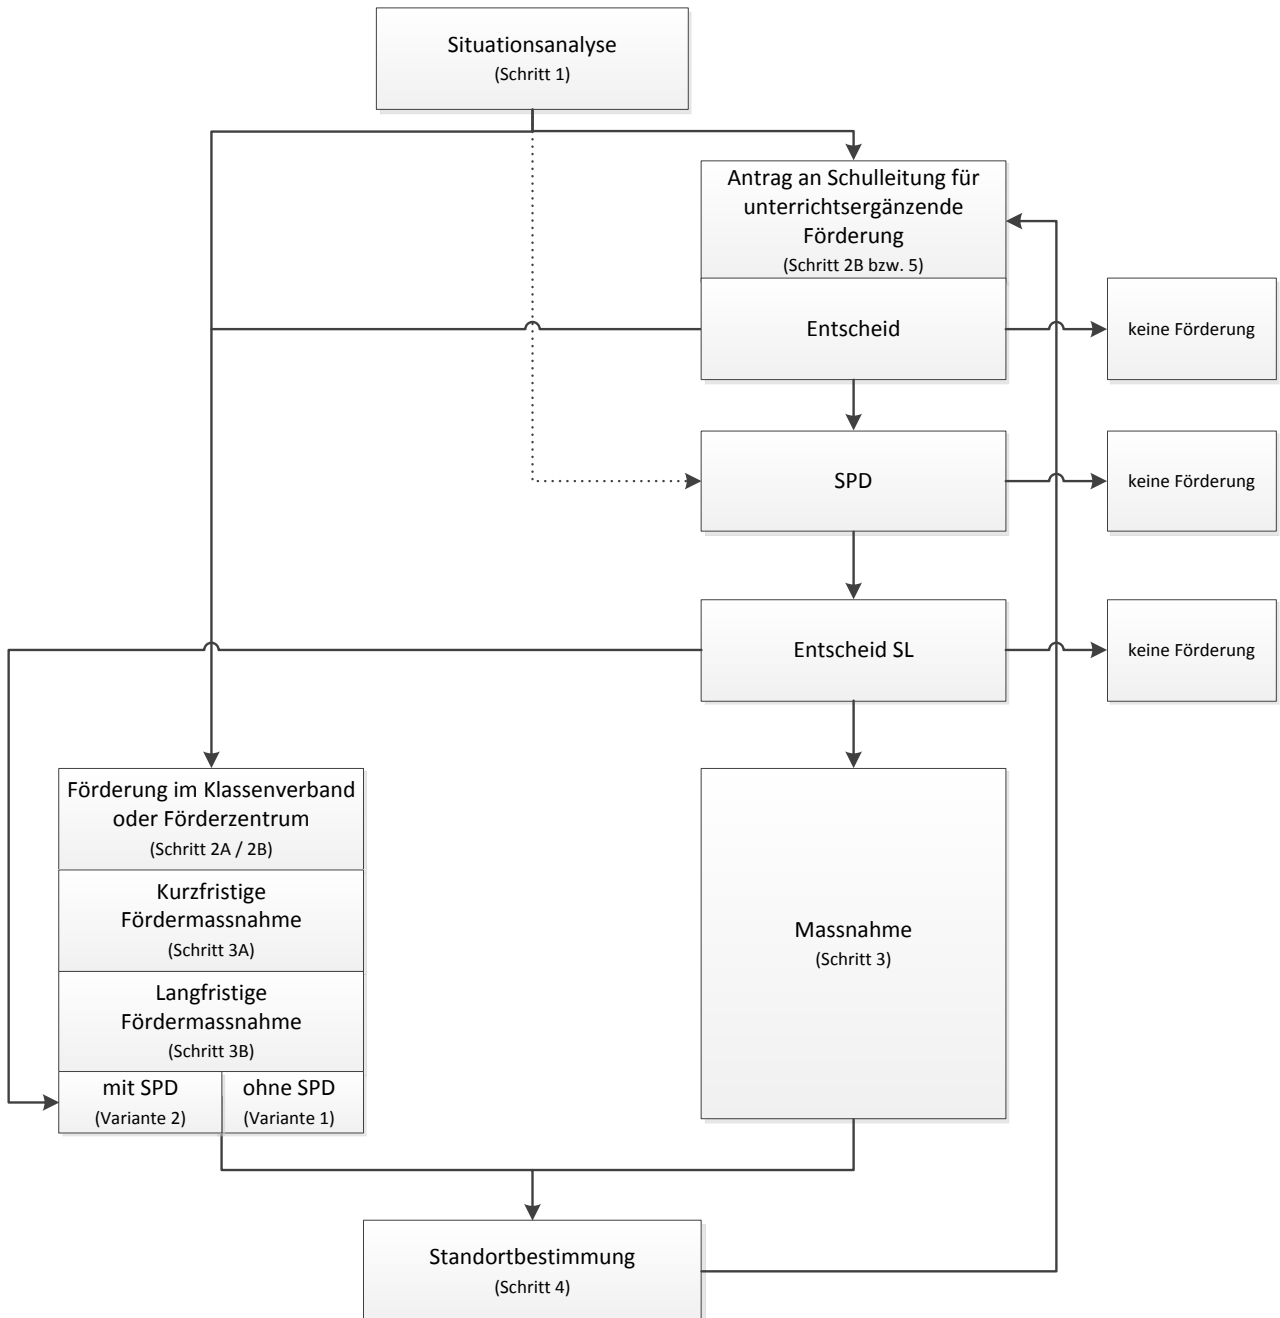 Situationsanalyse
(Schritt 1)
Antrag an Schulleitung für
unterrichtsergänzende
Förderung
(Schritt 2B bzw. 5)
Entscheid
keine Förderung
SPD
keine Förderung
Entscheid SL
keine Förderung
Förderung im Klassenverband
oder Förderzentrum
(Schritt 2A / 2B)
Kurzfristige
Fördermassnahme
(Schritt 3A)
Langfristige
Fördermassnahme
(Schritt 3B)
mit SPD
(Variante 2)
ohne SPD
(Variante 1)
Massnahme
(Schritt 3)
Standortbestimmung
(Schritt 4)